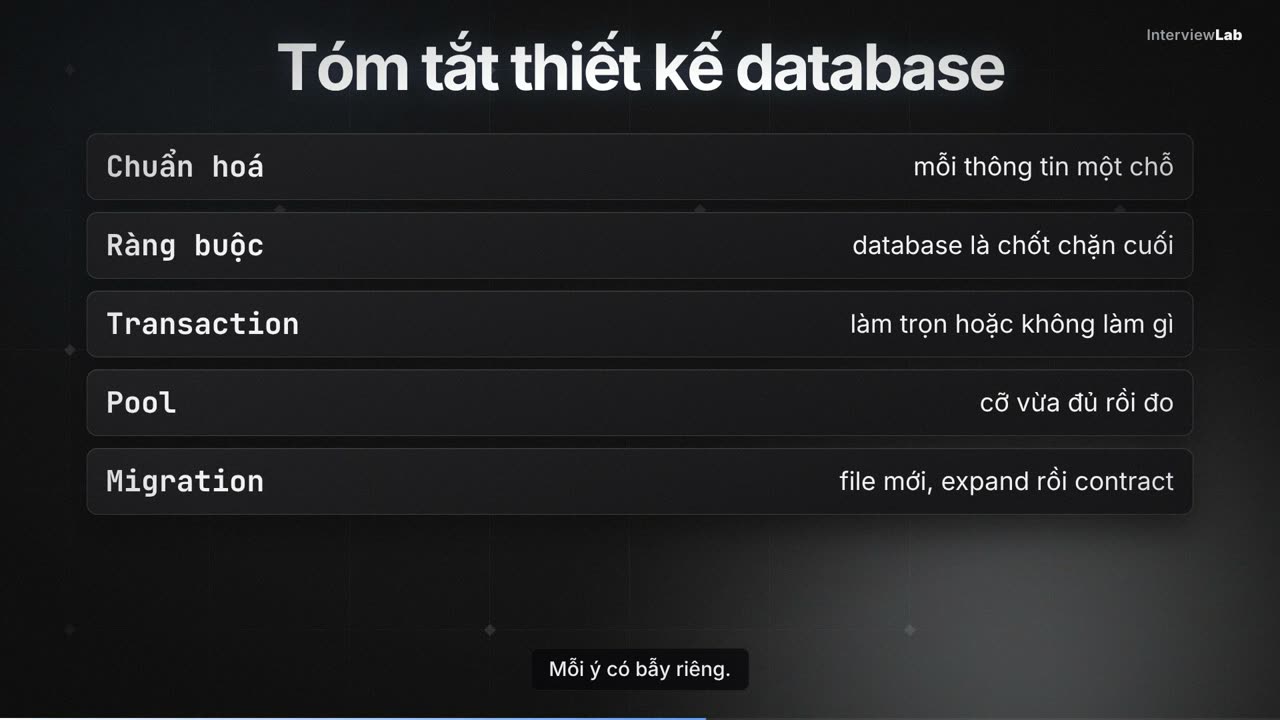 InterviewLab
Tóm tắt thiết kế database
Chuẩn hoá mỗi thông tin một chỗ
Ràng buộc database là chốt chặn cuối
Transaction làm trọn hoặc không làm gì
Pool cỡ vừa đủ rồi đo
Migration file mới, expand rồi contract
Mỗi ý có bẫy riêng.